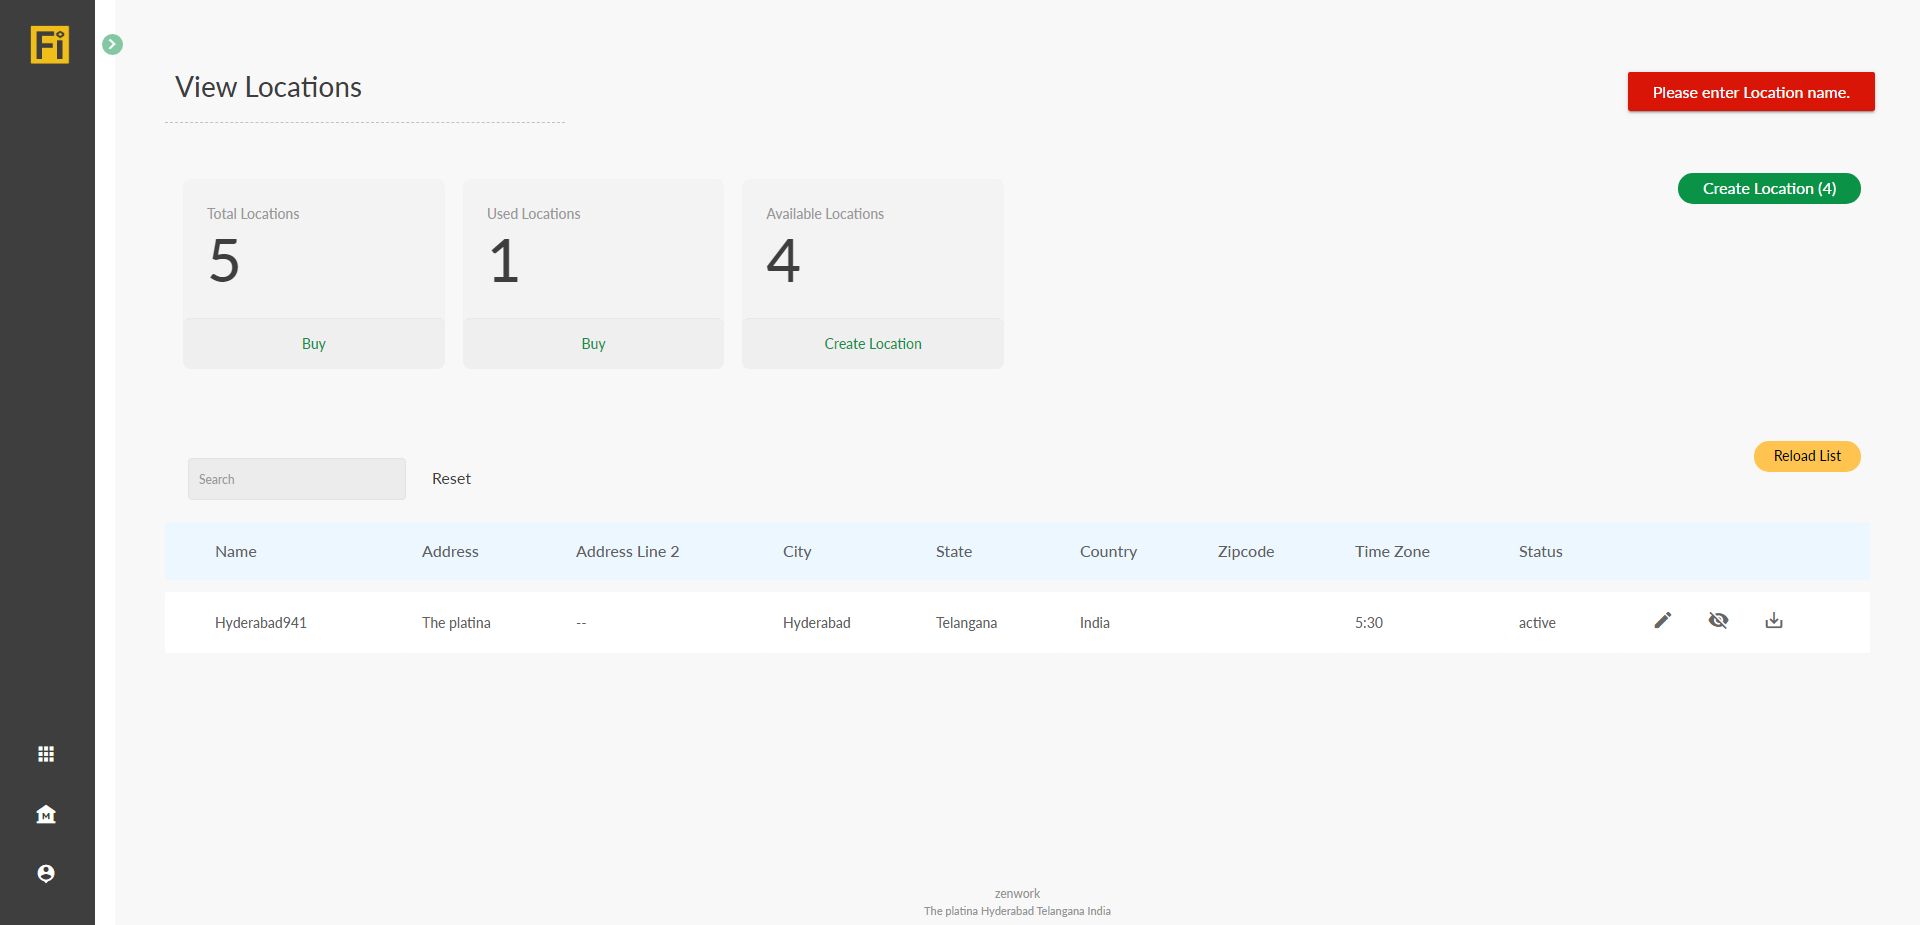 Fi
View Locations
Please enter Location name.
Create Location (4)
Total Locations
5
Buy
Used Locations
1
Buy
Available Locations
4
Create Location
Search
Reset
Reload List
Name Address Address Line 2 City State Country Zipcode Time Zone Status
Hyderabad941 The platina -- Hyderabad Telangana India 5:30 active
M
zenwork
The platina Hyderabad Telangana India